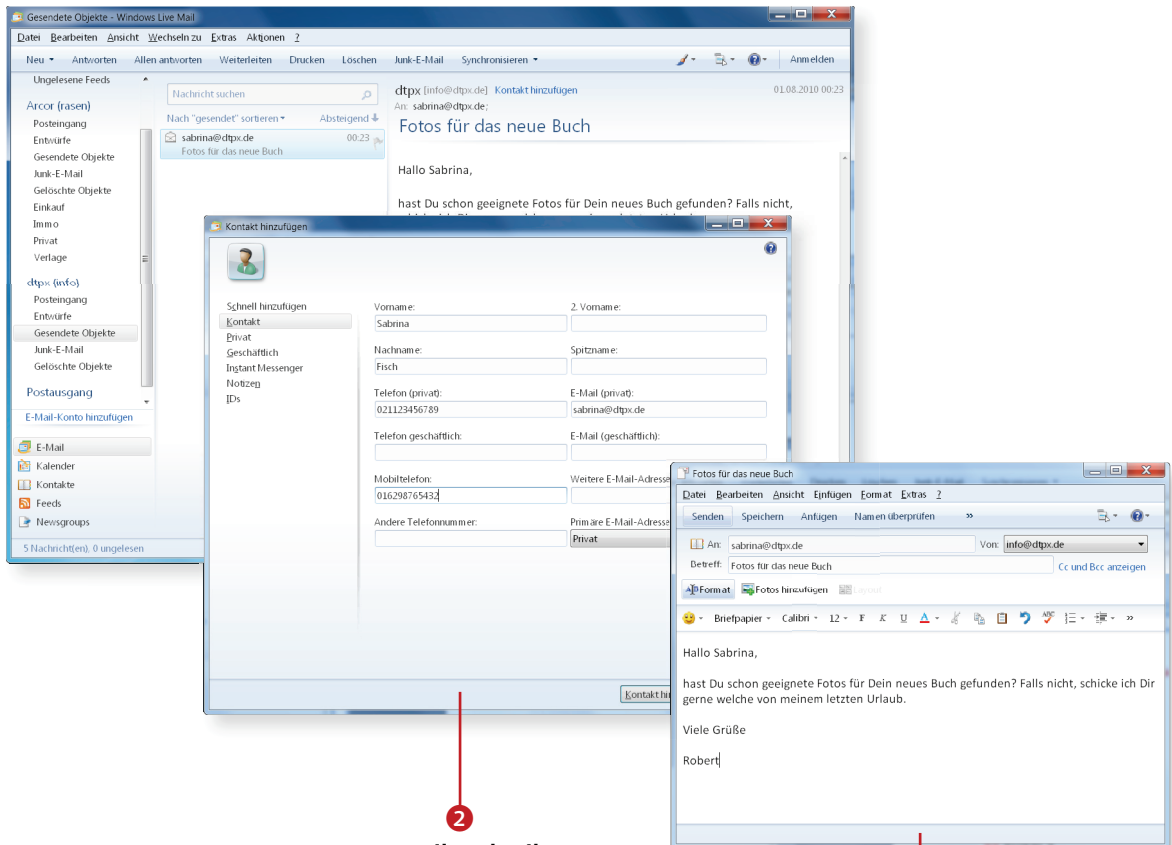 Gesendete Objekte - Windows Live Mail
Datei Bearbeiten Ansicht Wechseln zu Extras Aktionen ?
Neu Antworten Allen antworten Weiterleiten Drucken Löschen Junk-E-Mail Synchronisieren Anmelden
Ungelesene Feeds
Arcor (rasen)
Posteingang
Entwürfe
Gesendete Objekte
Junk-E-Mail
Gelöschte Objekte
Einkauf
Immo
Privat
Verlage
dtpx (info)
Posteingang
Entwürfe
Gesendete Objekte
Junk-E-Mail
Gelöschte Objekte
Postausgang
E-Mail-Konto hinzufügen
E-Mail
Kalender
Kontakte
Feeds
Newsgroups
5 Nachricht(en), 0 ungelesen
Nachricht suchen
Nach "gesendet" sortieren Absteigend
sabrina@dtpx.de 00:23
Fotos für das neue Buch
dtpx [info@dtpx.de] Kontakt hinzufügen 01.08.2010 00:23
An: sabrina@dtpx.de;
Fotos für das neue Buch
Hallo Sabrina,
hast Du schon geeignete Fotos für Dein neues Buch gefunden? Falls nicht,
Kontakt hinzufügen
Schnell hinzufügen
Kontakt
Privat
Geschäftlich
Instant Messenger
Notizen
IDs
Vorname: 2. Vorname:
Sabrina
Nachname: Spitzname:
Fisch
Telefon (privat): E-Mail (privat):
021123456789 sabrina@dtpx.de
Telefon geschäftlich: E-Mail (geschäftlich):
Mobiltelefon: Weitere E-Mail-Adresse
016298765432
Andere Telefonnummer: Primäre E-Mail-Adresse
Privat
Kontakt hin
Fotos für das neue Buch
Datei Bearbeiten Ansicht Einfügen Format Extras ?
Senden Speichern Anfügen Namen überprüfen »
An: sabrina@dtpx.de Von: info@dtpx.de
Betreff: Fotos für das neue Buch Cc und Bcc anzeigen
Format Fotos hinzufügen Layout
Briefpapier Calibri 12 F K U A ABC »
Hallo Sabrina,
hast Du schon geeignete Fotos für Dein neues Buch gefunden? Falls nicht, schicke ich Dir
gerne welche von meinem letzten Urlaub.
Viele Grüße
Robert
2